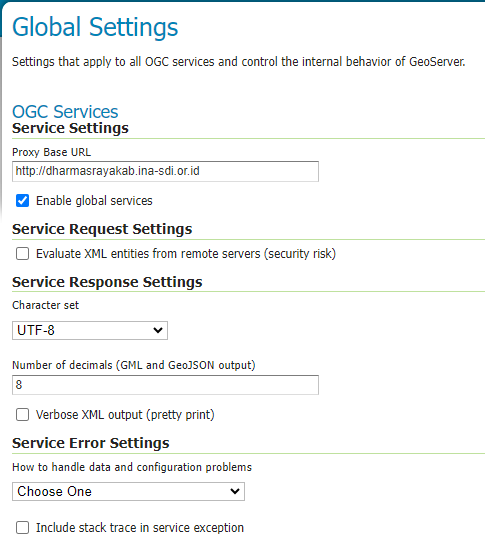 Global Settings
Settings that apply to all OGC services and control the internal behavior of GeoServer.
OGC Services
Service Settings
Proxy Base URL
http://dharmasrayakab.ina-sdi.or.id
Enable global services
Service Request Settings
Evaluate XML entities from remote servers (security risk)
Service Response Settings
Character set
UTF-8
Number of decimals (GML and GeoJSON output)
8
Verbose XML output (pretty print)
Service Error Settings
How to handle data and configuration problems
Choose One
Include stack trace in service exception